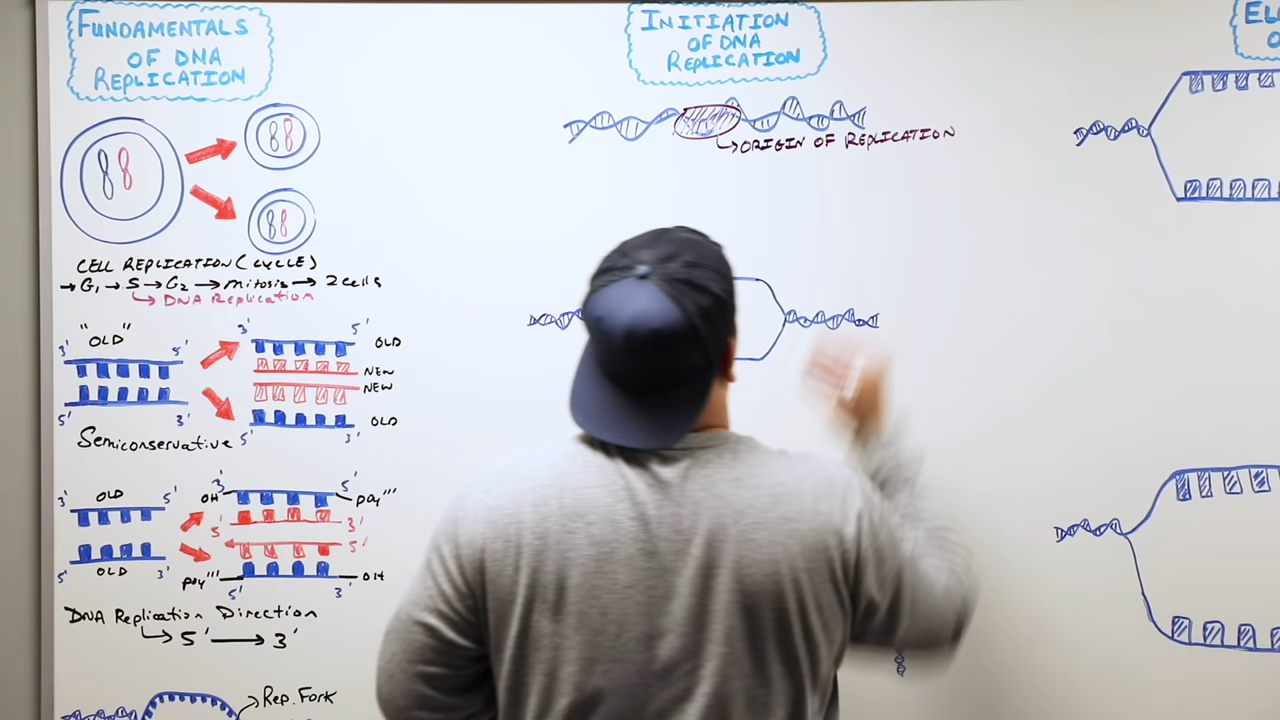 FUNDAMENTALS
OF DNA
REPLICATION
CELL REPLICATION (CYCLE)
→ G₁ → S → G₂ → mitosis → 2 cells
↳ DNA Replication
"OLD"
3' 5'
5' 3'
3' 5' OLD
NEW
NEW
OLD
5' 3'
Semiconservative
3' OLD 5'
5' OLD 3'
OH 3' 5' PO4'''
5' 3'
5'
PO4''' OH
5' 3'
DNA Replication Direction
↳ 5' → 3'
Rep. Fork
INITIATION
OF DNA
REPLICATION
ORIGIN OF REPLICATION